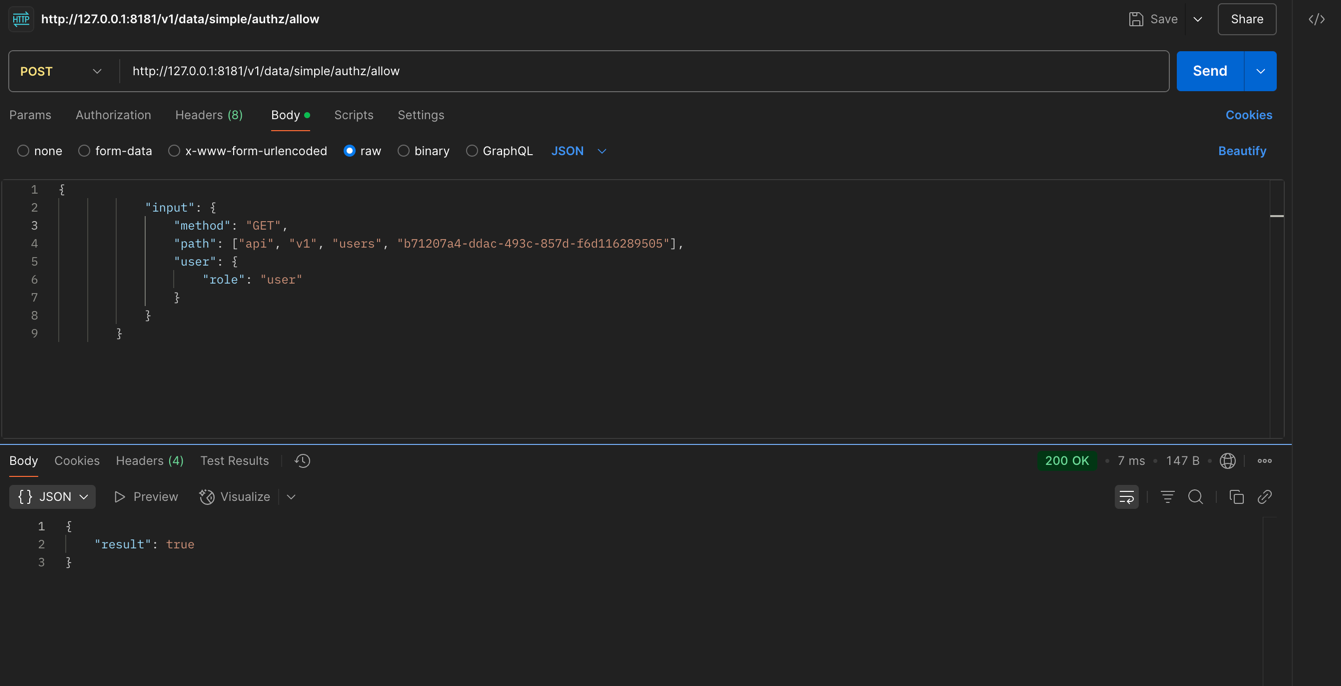 HTTP http://127.0.0.1:8181/v1/data/simple/authz/allow Save Share </>
POST http://127.0.0.1:8181/v1/data/simple/authz/allow Send
Params Authorization Headers (8) Body Scripts Settings Cookies
none form-data x-www-form-urlencoded raw binary GraphQL JSON Beautify
1 {
2 "input": {
3 "method": "GET",
4 "path": ["api", "v1", "users", "b71207a4-ddac-493c-857d-f6d116289505"],
5 "user": {
6 "role": "user"
7 }
8 }
9 }
Body Cookies Headers (4) Test Results 200 OK • 7 ms • 147 B •
{} JSON Preview Visualize
1 {
2 "result": true
3 }